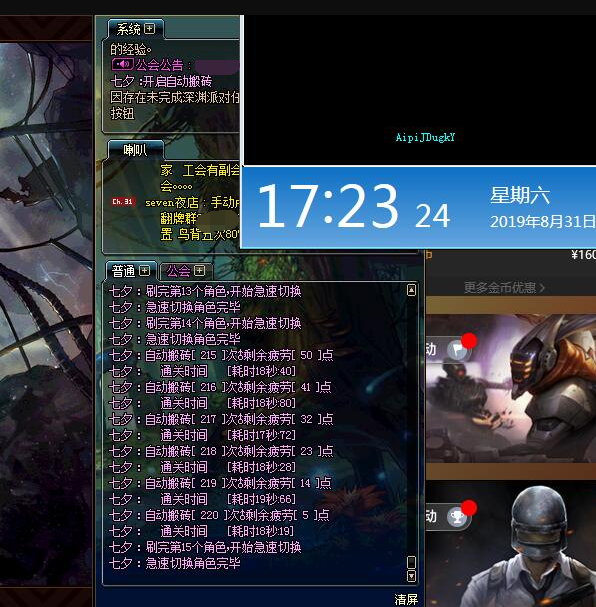 系统
的经验。
公会公告：
七夕：开启自动搬砖
因存在未完成深渊派对任
按钮
喇叭
家 工会有副会
会。。。。
Ch. 31 seven夜店：手动
翻牌群
置 鸟背五次80
AipiJDugkY
17:23 24
星期六
2019年8月31日
¥160
更多金币优惠 >
普通 公会
七夕：刷完第13个角色,开始急速切换
七夕：急速切换角色完毕
七夕：刷完第14个角色,开始急速切换
七夕：急速切换角色完毕
七夕：自动搬砖[ 215 ]次!剩余疲劳[ 50 ]点
七夕： 通关时间 [耗时18秒:40]
七夕：自动搬砖[ 216 ]次!剩余疲劳[ 41 ]点
七夕： 通关时间 [耗时18秒:80]
七夕：自动搬砖[ 217 ]次!剩余疲劳[ 32 ]点
七夕： 通关时间 [耗时17秒:72]
七夕：自动搬砖[ 218 ]次!剩余疲劳[ 23 ]点
七夕： 通关时间 [耗时18秒:28]
七夕：自动搬砖[ 219 ]次!剩余疲劳[ 14 ]点
七夕： 通关时间 [耗时19秒:66]
七夕：自动搬砖[ 220 ]次!剩余疲劳[ 5 ]点
七夕： 通关时间 [耗时18秒:19]
七夕：刷完第15个角色,开始急速切换
七夕：急速切换角色完毕
清屏
动
动